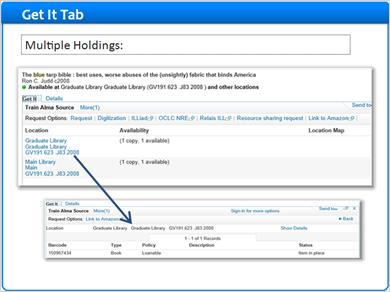 Get It Tab
Multiple Holdings:
The blue tarp bible : best uses, worse abuses of the (unsightly) fabric that binds America
Ron C. Judd c2008
Available at Graduate Library Graduate Library (GV191.623 .J83 2008 ) and other locations
Get It Details
Train Alma Source More(1) Send to
Request Options: Request | Digitization | ILLiad | OCLC NRE | Relais ILL | Resource sharing request | Link to Amazon
Location Availability Location Map
Graduate Library (1 copy, 1 available)
Graduate Library
GV191.623 .J83 2008
Main Library (1 copy, 1 available)
Main
GV191.623 .J83 2008
Get It Details
Train Alma Source More(1) Sign-in for more options Send
Request Options: Link to Amazon Back
Location Graduate Library Graduate Library GV191.623 .J83 2008 Show Details
1 - 1 of 1 Records
Barcode Type Policy Description Status
150967434 Book Loanable Item in place